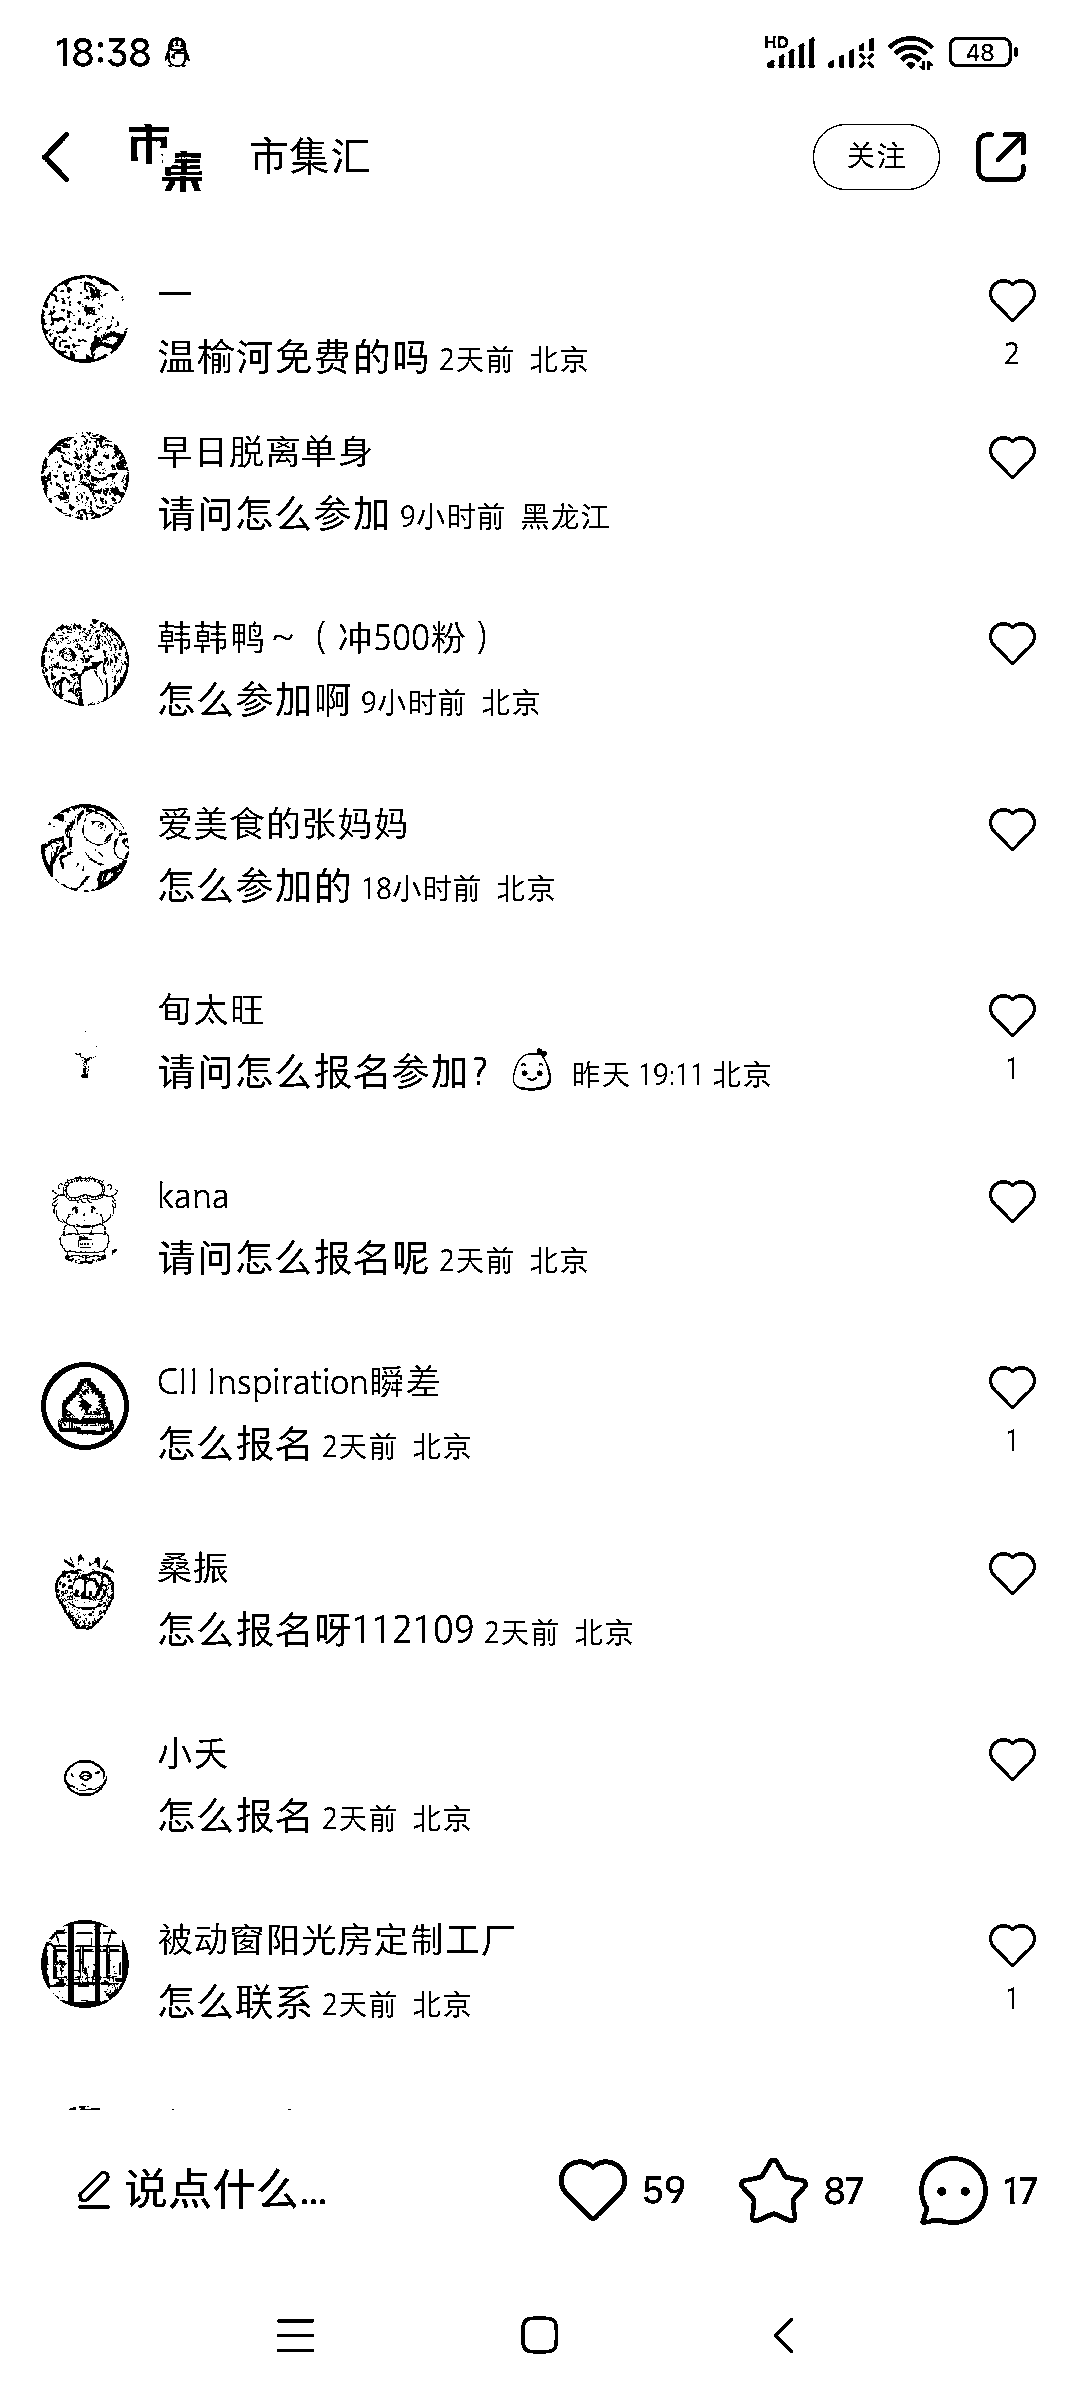 18:38
HD
48
市集
市集汇
关注
一
温榆河免费的吗 2天前 北京
2
早日脱离单身
请问怎么参加 9小时前 黑龙江
韩韩鸭～（冲500粉）
怎么参加啊 9小时前 北京
爱美食的张妈妈
怎么参加的 18小时前 北京
旬太旺
请问怎么报名参加？ 昨天 19:11 北京
1
kana
请问怎么报名呢 2天前 北京
CII Inspiration瞬差
怎么报名 2天前 北京
1
桑振
怎么报名呀112109 2天前 北京
小夭
怎么报名 2天前 北京
被动窗阳光房定制工厂
怎么联系 2天前 北京
1
说点什么...
59
87
17